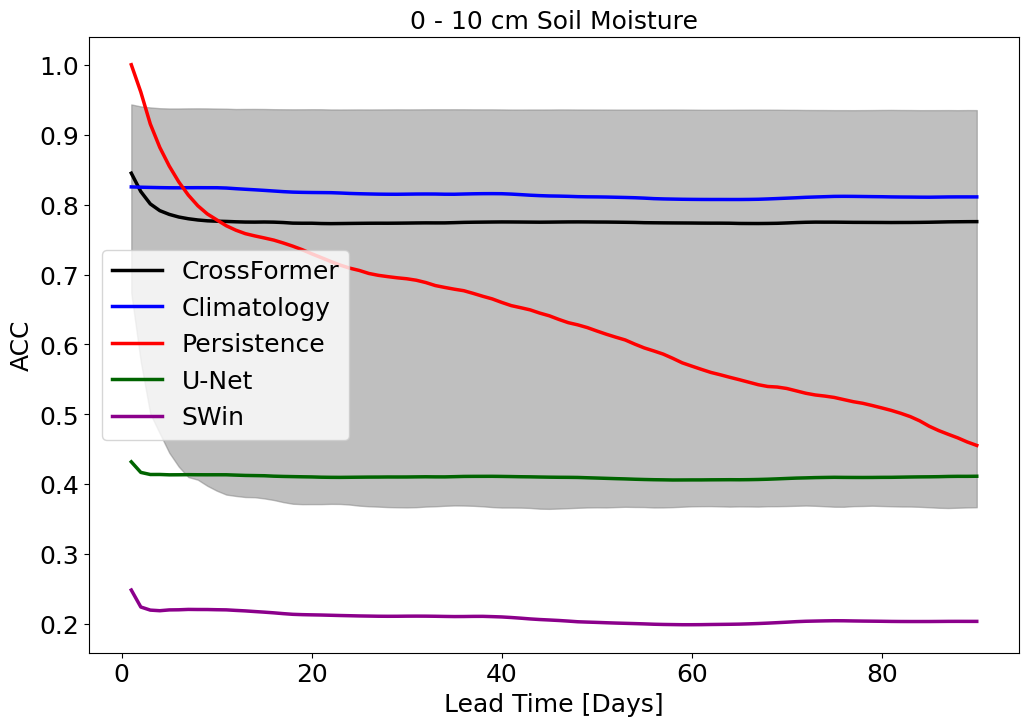 0 - 10 cm Soil Moisture
ACC
1.0
0.9
0.8
0.7
0.6
0.5
0.4
0.3
0.2
CrossFormer
Climatology
Persistence
U-Net
SWin
0 20 40 60 80
Lead Time [Days]